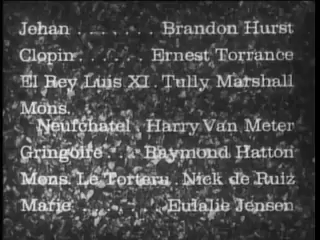 Jehan . . . . . . . Brandon Hurst
Clopin . . . . . . Ernest Torrance
El Rey Luis XI . Tully Marshall
Mons.
Neufchatel . Harry Van Meter
Gringoire . . . Raymond Hatton
Mons. Le Torteru . Nick de Ruiz
Marie . . . . . . Eulalie Jensen